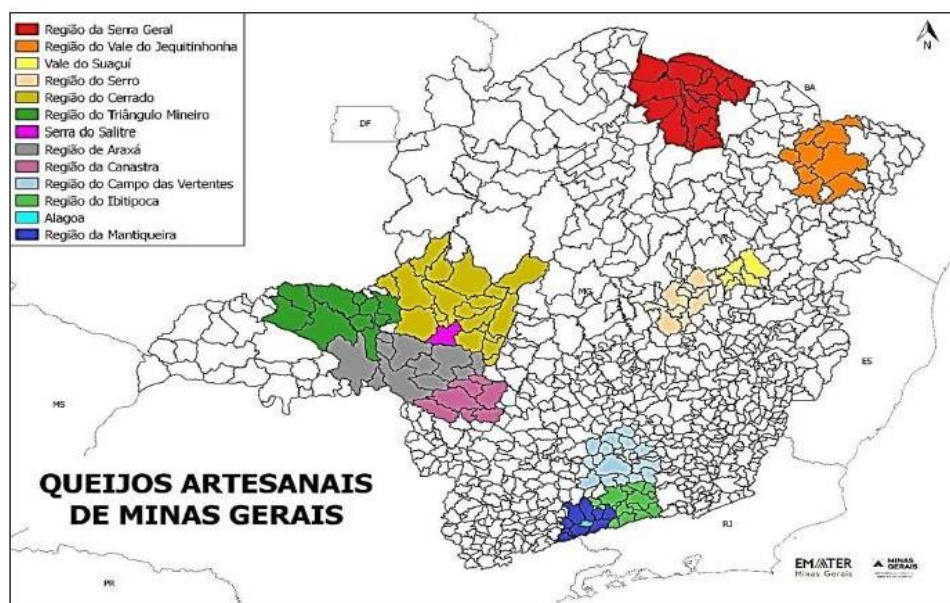 Região da Serra Geral
Região do Vale do Jequitinhonha
Vale do Suaçuí
Região do Serro
Região do Cerrado
Região do Triângulo Mineiro
Serra do Salitre
Região de Araxá
Região da Canastra
Região do Campo das Vertentes
Região do Ibitipoca
Alagoa
Região da Mantiqueira
N
BA
DF
MG
ES
MS
QUEIJOS ARTESANAIS
DE MINAS GERAIS
RJ
PR
EMATER
Minas Gerais
MINAS
GERAIS